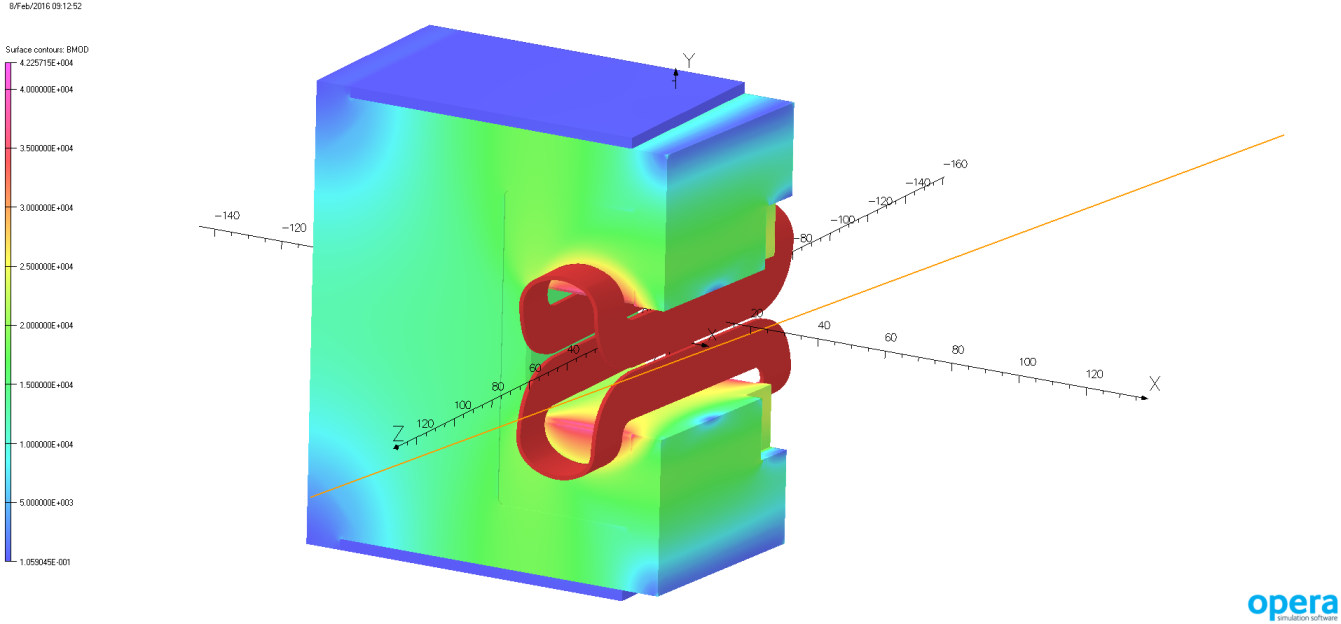 8/Feb/2016 09:12:52
Surface contours: BMOD
4.225715E+004
4.000000E+004
3.500000E+004
3.000000E+004
2.500000E+004
2.000000E+004
1.500000E+004
1.000000E+004
5.000000E+003
1.059045E-001
Y
-160
-140
-120
-100
-80
-140
-120
20
40
60
80
100
120
X
X
40
60
80
100
120
Z
opera
simulation software